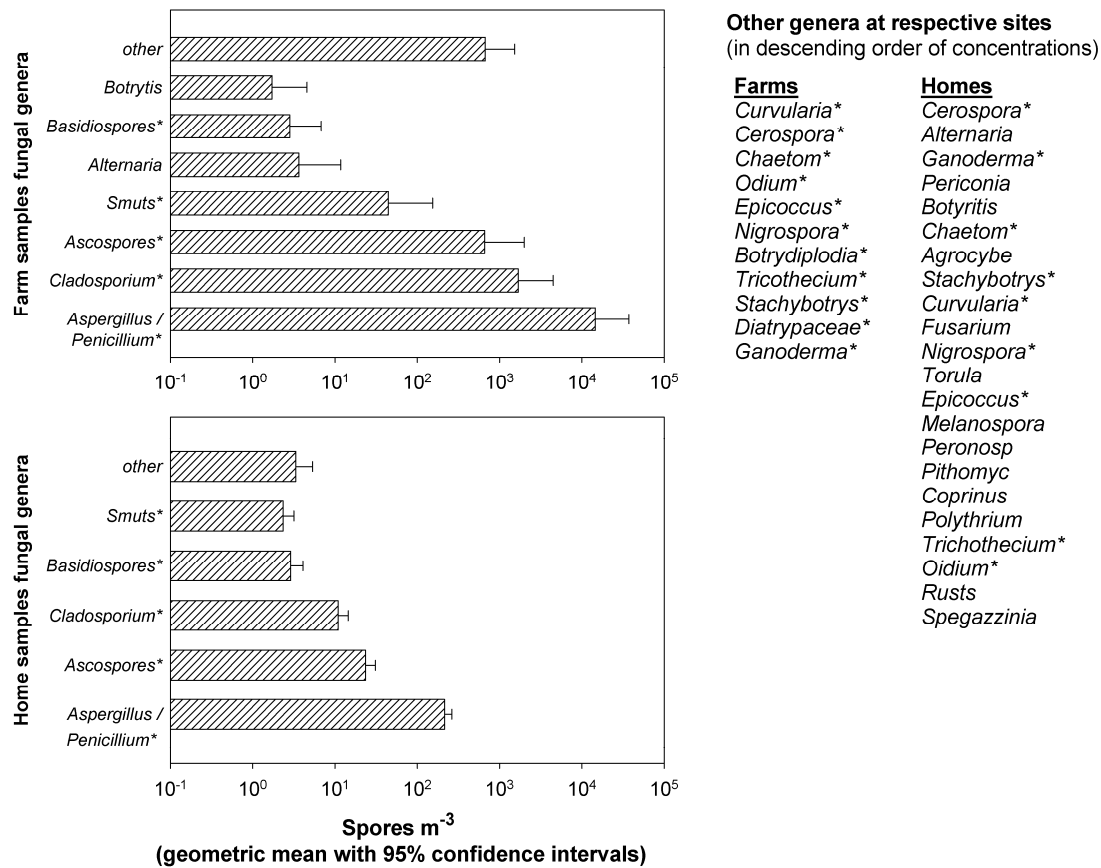 Farm samples fungal genera
other
Botrytis
Basidiospores*
Alternaria
Smuts*
Ascospores*
Cladosporium*
Aspergillus /
Penicillium*
10-1 100 101 102 103 104 105
Home samples fungal genera
other
Smuts*
Basidiospores*
Cladosporium*
Ascospores*
Aspergillus /
Penicillium*
10-1 100 101 102 103 104 105
Spores m-3
(geometric mean with 95% confidence intervals)
Other genera at respective sites
(in descending order of concentrations)
Farms
Curvularia*
Cerospora*
Chaetom*
Odium*
Epicoccus*
Nigrospora*
Botrydiplodia*
Tricothecium*
Stachybotrys*
Diatrypaceae*
Ganoderma*
Homes
Cerospora*
Alternaria
Ganoderma*
Periconia
Botyritis
Chaetom*
Agrocybe
Stachybotrys*
Curvularia*
Fusarium
Nigrospora*
Torula
Epicoccus*
Melanospora
Peronosp
Pithomyc
Coprinus
Polythrium
Trichothecium*
Oidium*
Rusts
Spegazzinia